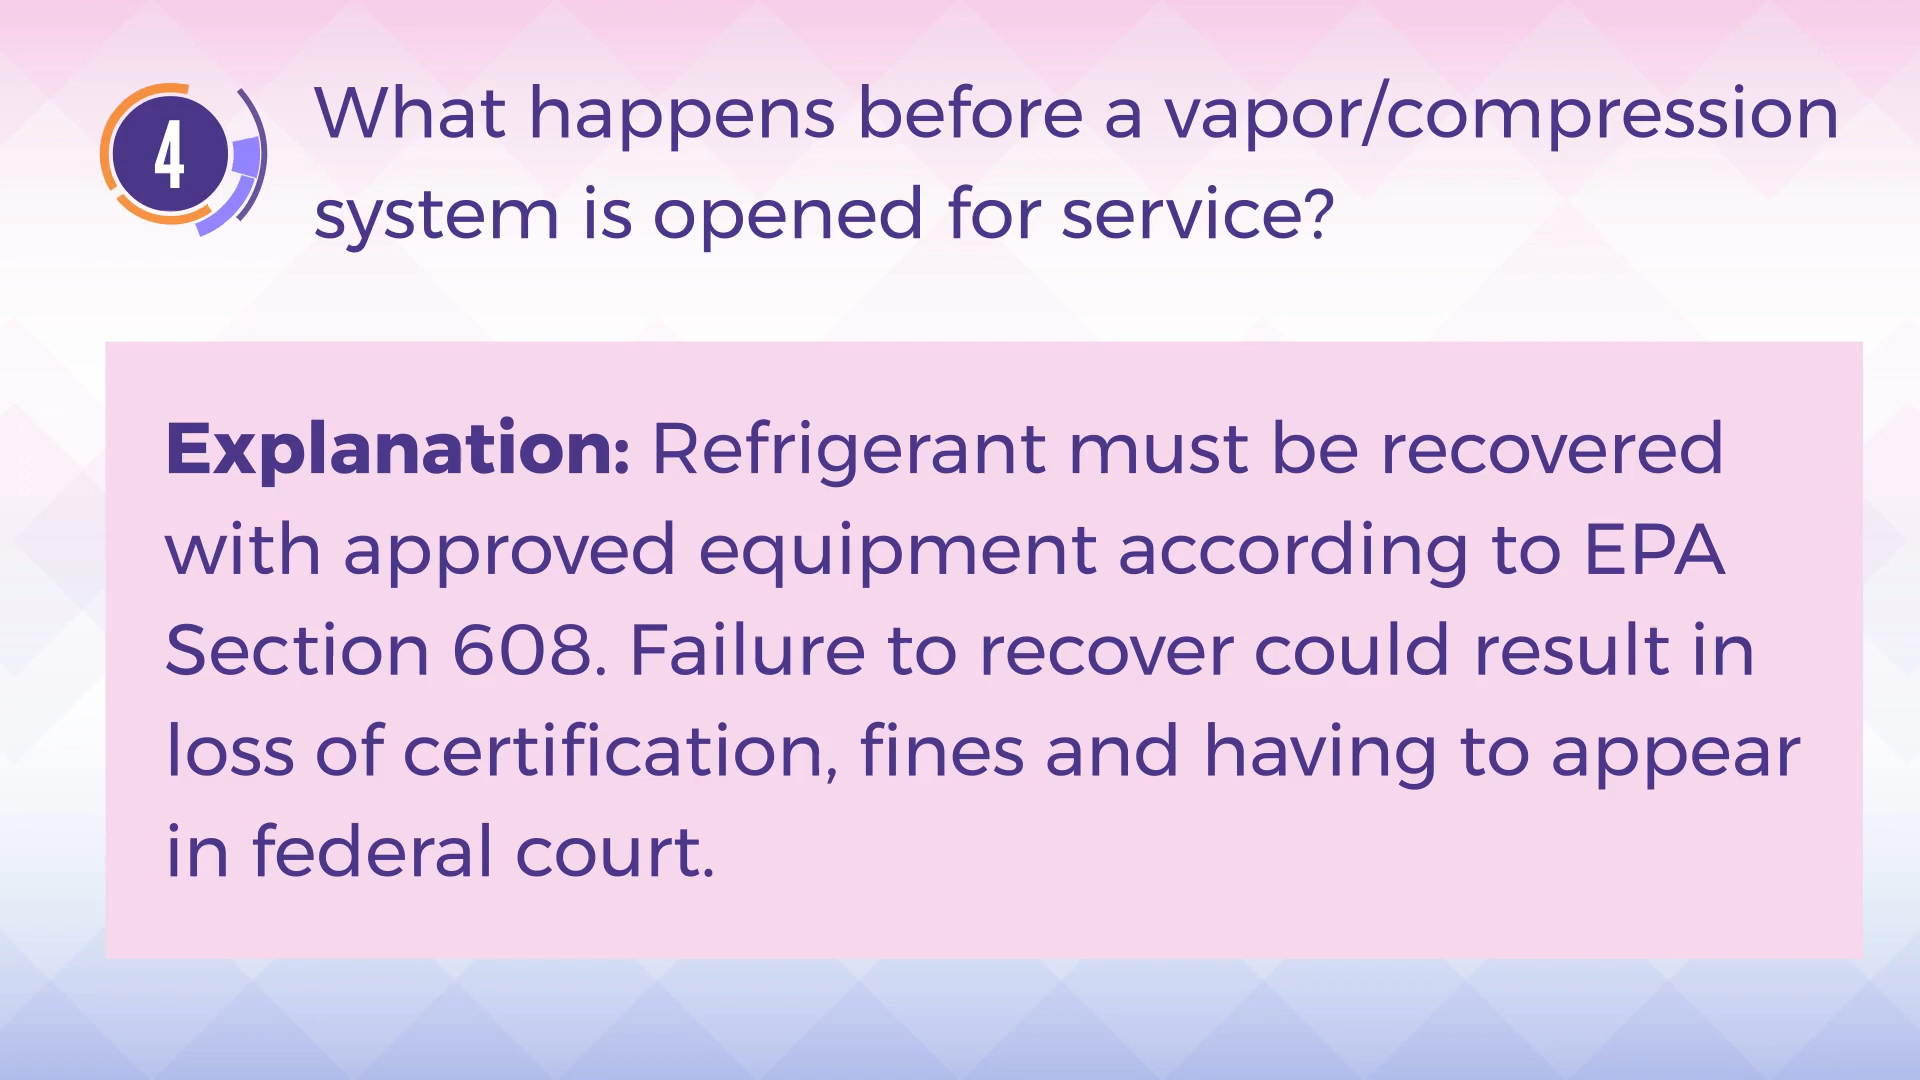 4
What happens before a vapor/compression
system is opened for service?
Explanation: Refrigerant must be recovered
with approved equipment according to EPA
Section 608. Failure to recover could result in
loss of certification, fines and having to appear
in federal court.